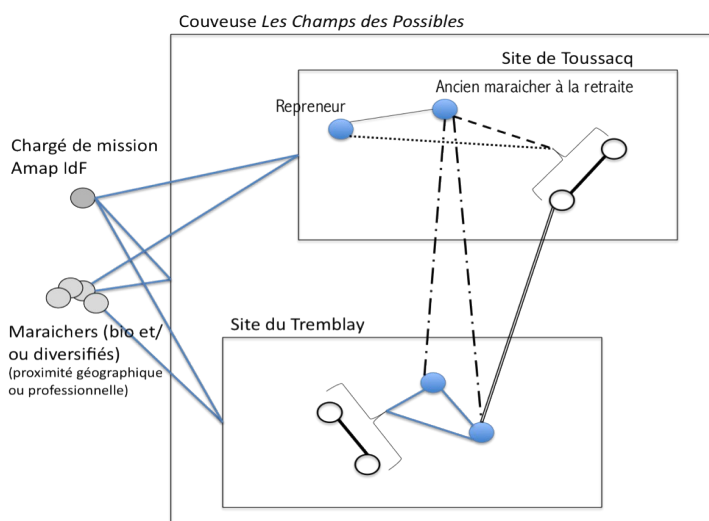 Couveuse Les Champs des Possibles
Site de Toussacq
Ancien maraicher à la retraite
Repreneur
Chargé de mission
Amap IdF
Maraichers (bio et/
ou diversifiés)
(proximité géographique
ou professionnelle)
Site du Tremblay